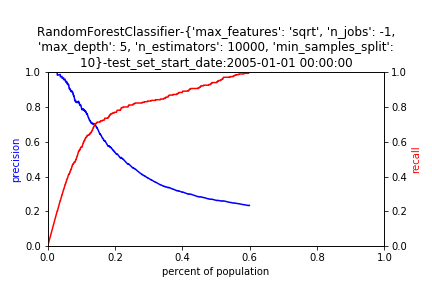 RandomForestClassifier-{'max_features': 'sqrt', 'n_jobs': -1,
'max_depth': 5, 'n_estimators': 10000, 'min_samples_split':
10}-test_set_start_date:2005-01-01 00:00:00
1.0
0.8
0.6
0.4
0.2
0.0
precision
1.0
0.8
0.6
0.4
0.2
0.0
recall
0.0 0.2 0.4 0.6 0.8 1.0
percent of population